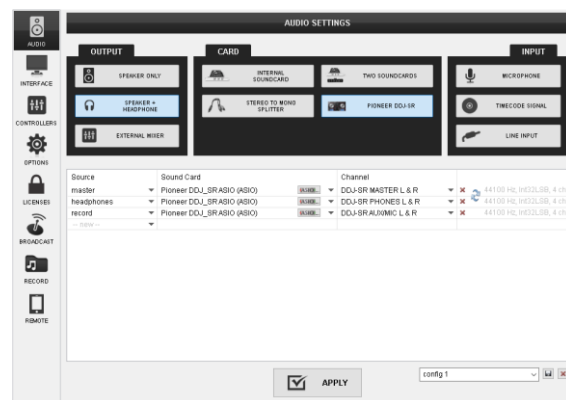 AUDIO SETTINGS
AUDIO
INTERFACE
CONTROLLERS
OPTIONS
LICENSES
BROADCAST
RECORD
REMOTE
OUTPUT
CARD
INPUT
SPEAKER ONLY
INTERNAL
SOUNDCARD
TWO SOUNDCARDS
MICROPHONE
SPEAKER +
HEADPHONE
STEREO TO MONO
SPLITTER
PIONEER DDJ-SR
TIMECODE SIGNAL
EXTERNAL MIXER
LINE INPUT
Source Sound Card Channel
master Pioneer DDJ_SR ASIO (ASIO) DDJ-SR MASTER L & R 44100 Hz, Int32LSB, 4 ch
headphones Pioneer DDJ_SR ASIO (ASIO) DDJ-SR PHONES L & R 44100 Hz, Int32LSB, 4 ch
record Pioneer DDJ_SR ASIO (ASIO) DDJ-SR AUX/MIC L & R 44100 Hz, Int32LSB, 4 ch
-- new --
APPLY
config 1